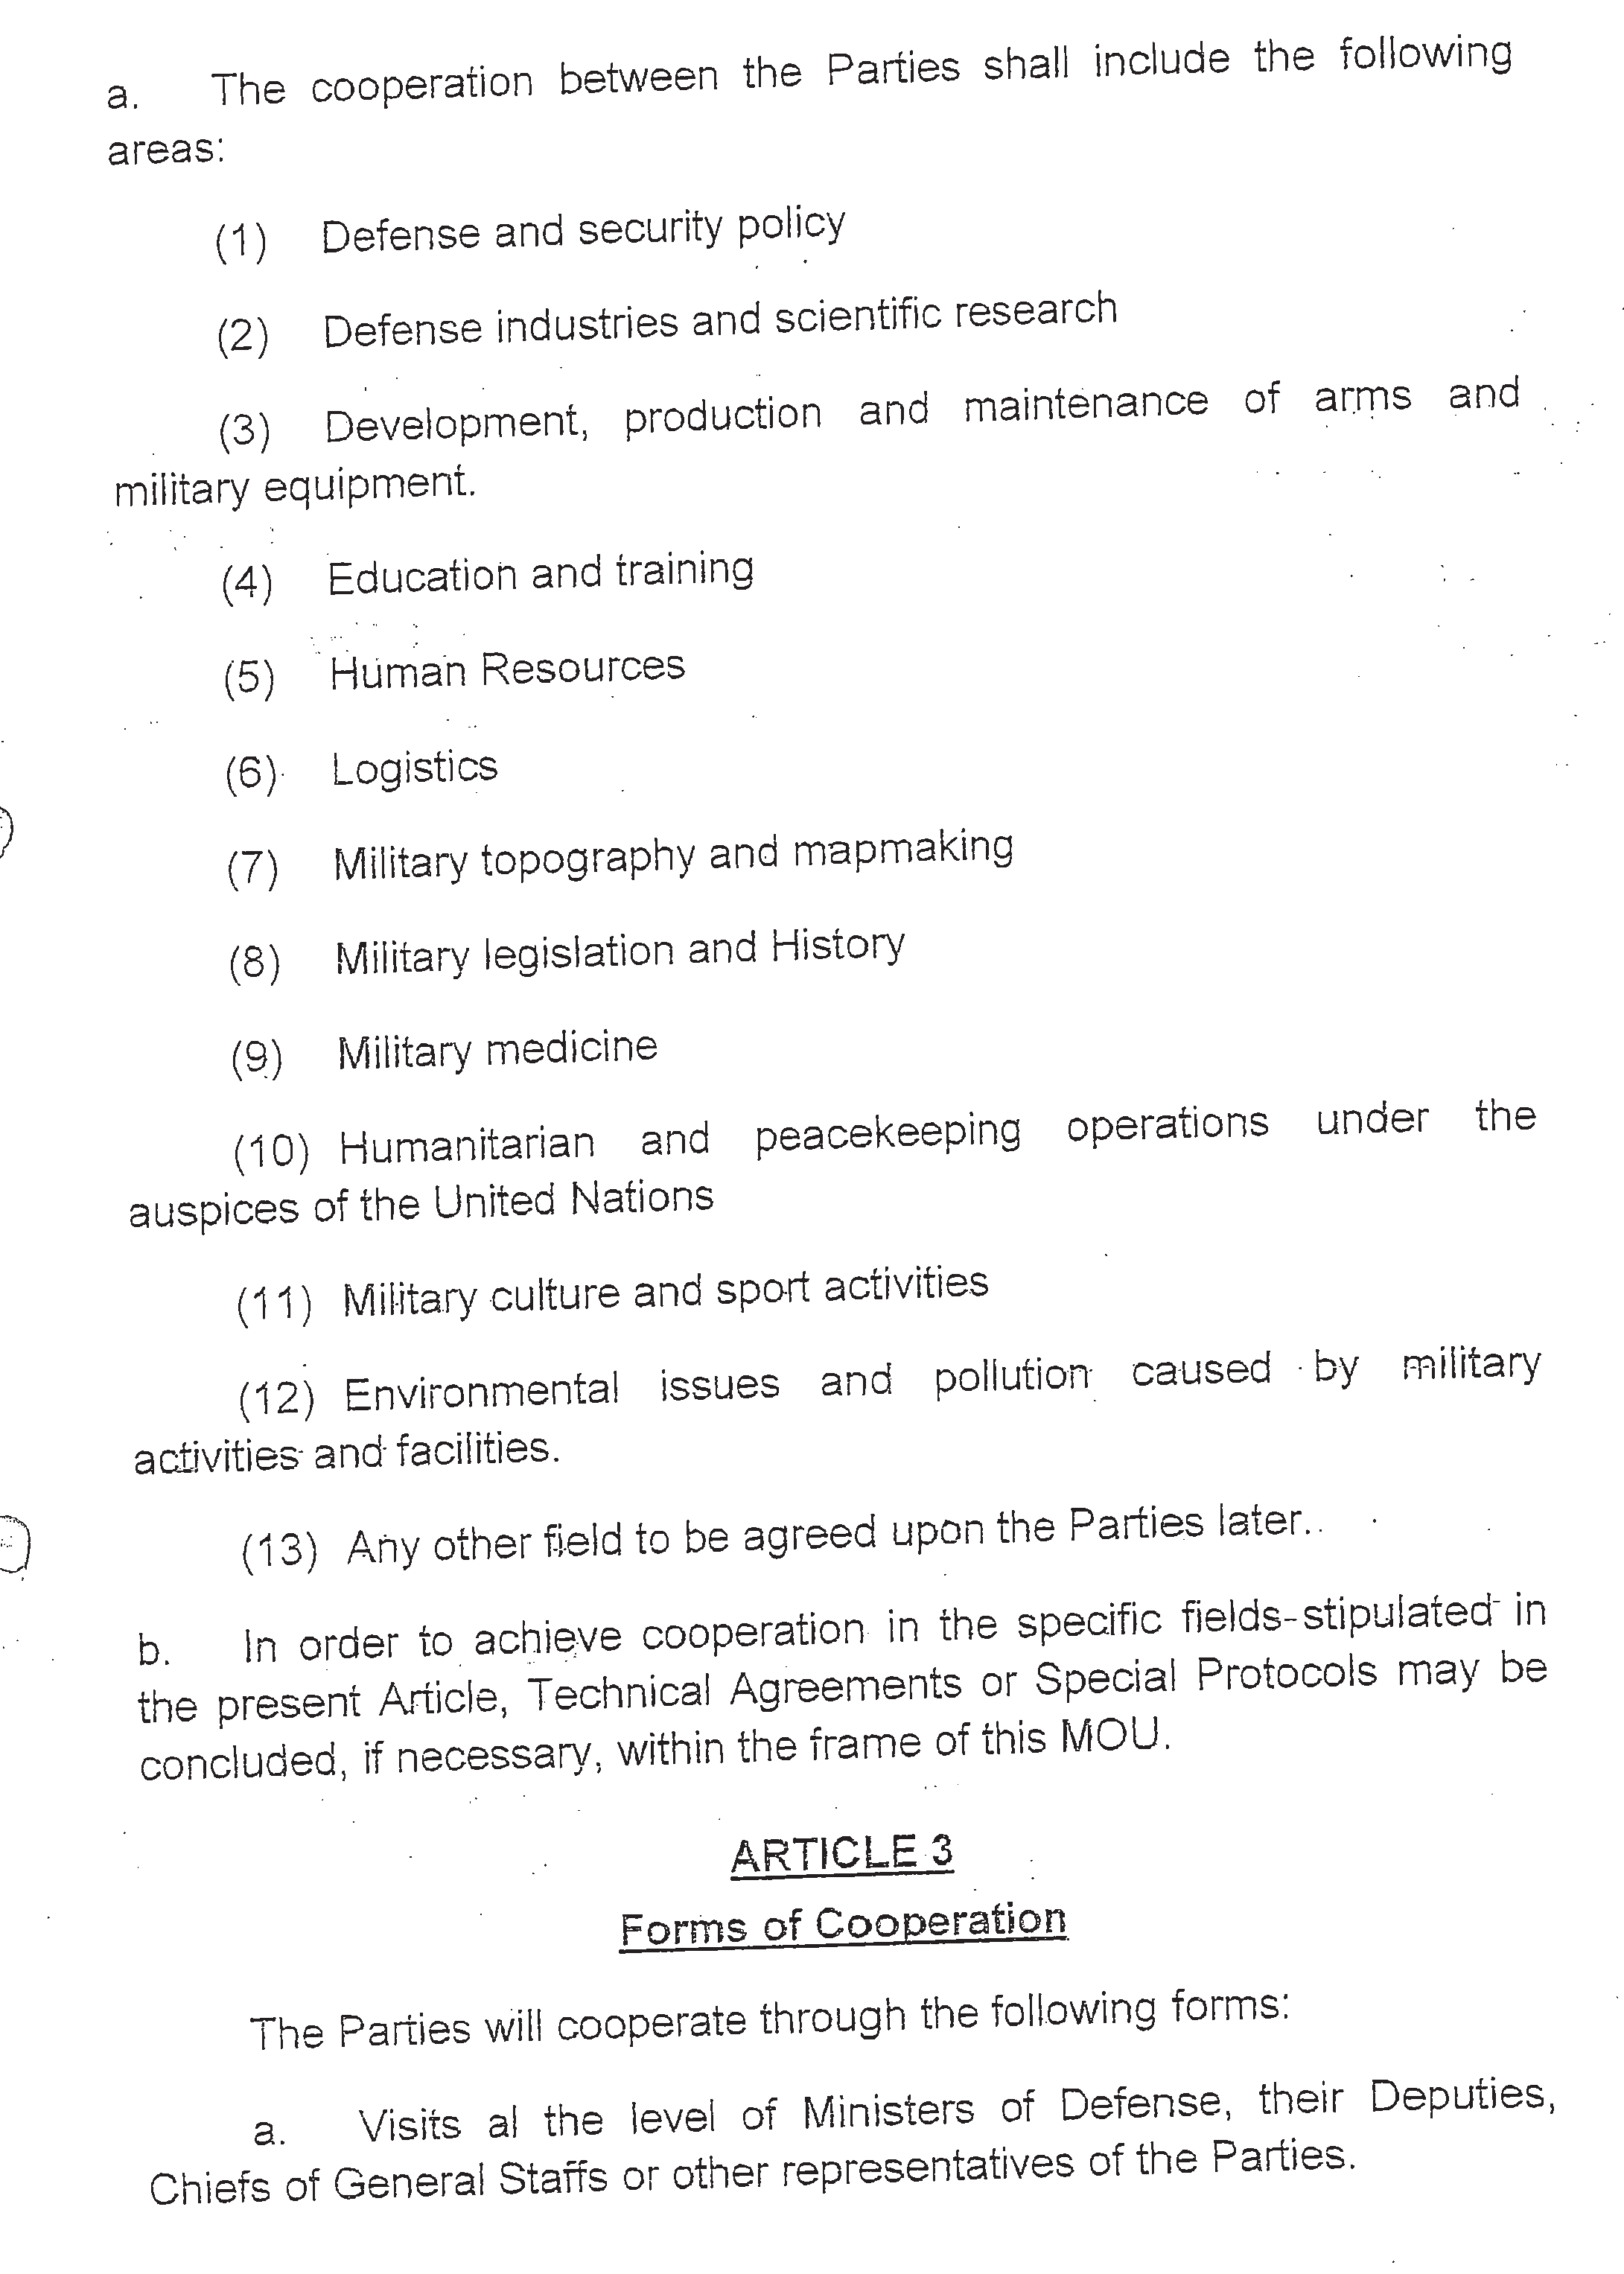 a. The cooperation between the Parties shall include the following
areas:
(1) Defense and security policy
(2) Defense industries and scientific research
(3) Development, production and maintenance of arms and
military equipment.
(4) Education and training
(5) Human Resources
(6) Logistics
(7) Military topography and mapmaking
(8) Military legislation and History
(9) Military medicine
(10) Humanitarian and peacekeeping operations under the
auspices of the United Nations
(11) Military culture and sport activities
(12) Environmental issues and pollution caused by military
activities and facilities.
(13) Any other field to be agreed upon the Parties later..
b. In order to achieve cooperation in the specific fields-stipulated in
the present Article, Technical Agreements or Special Protocols may be
concluded, if necessary, within the frame of this MOU.
ARTICLE 3
Forms of Cooperation
The Parties will cooperate through the following forms:
a. Visits al the level of Ministers of Defense, their Deputies,
Chiefs of General Staffs or other representatives of the Parties.